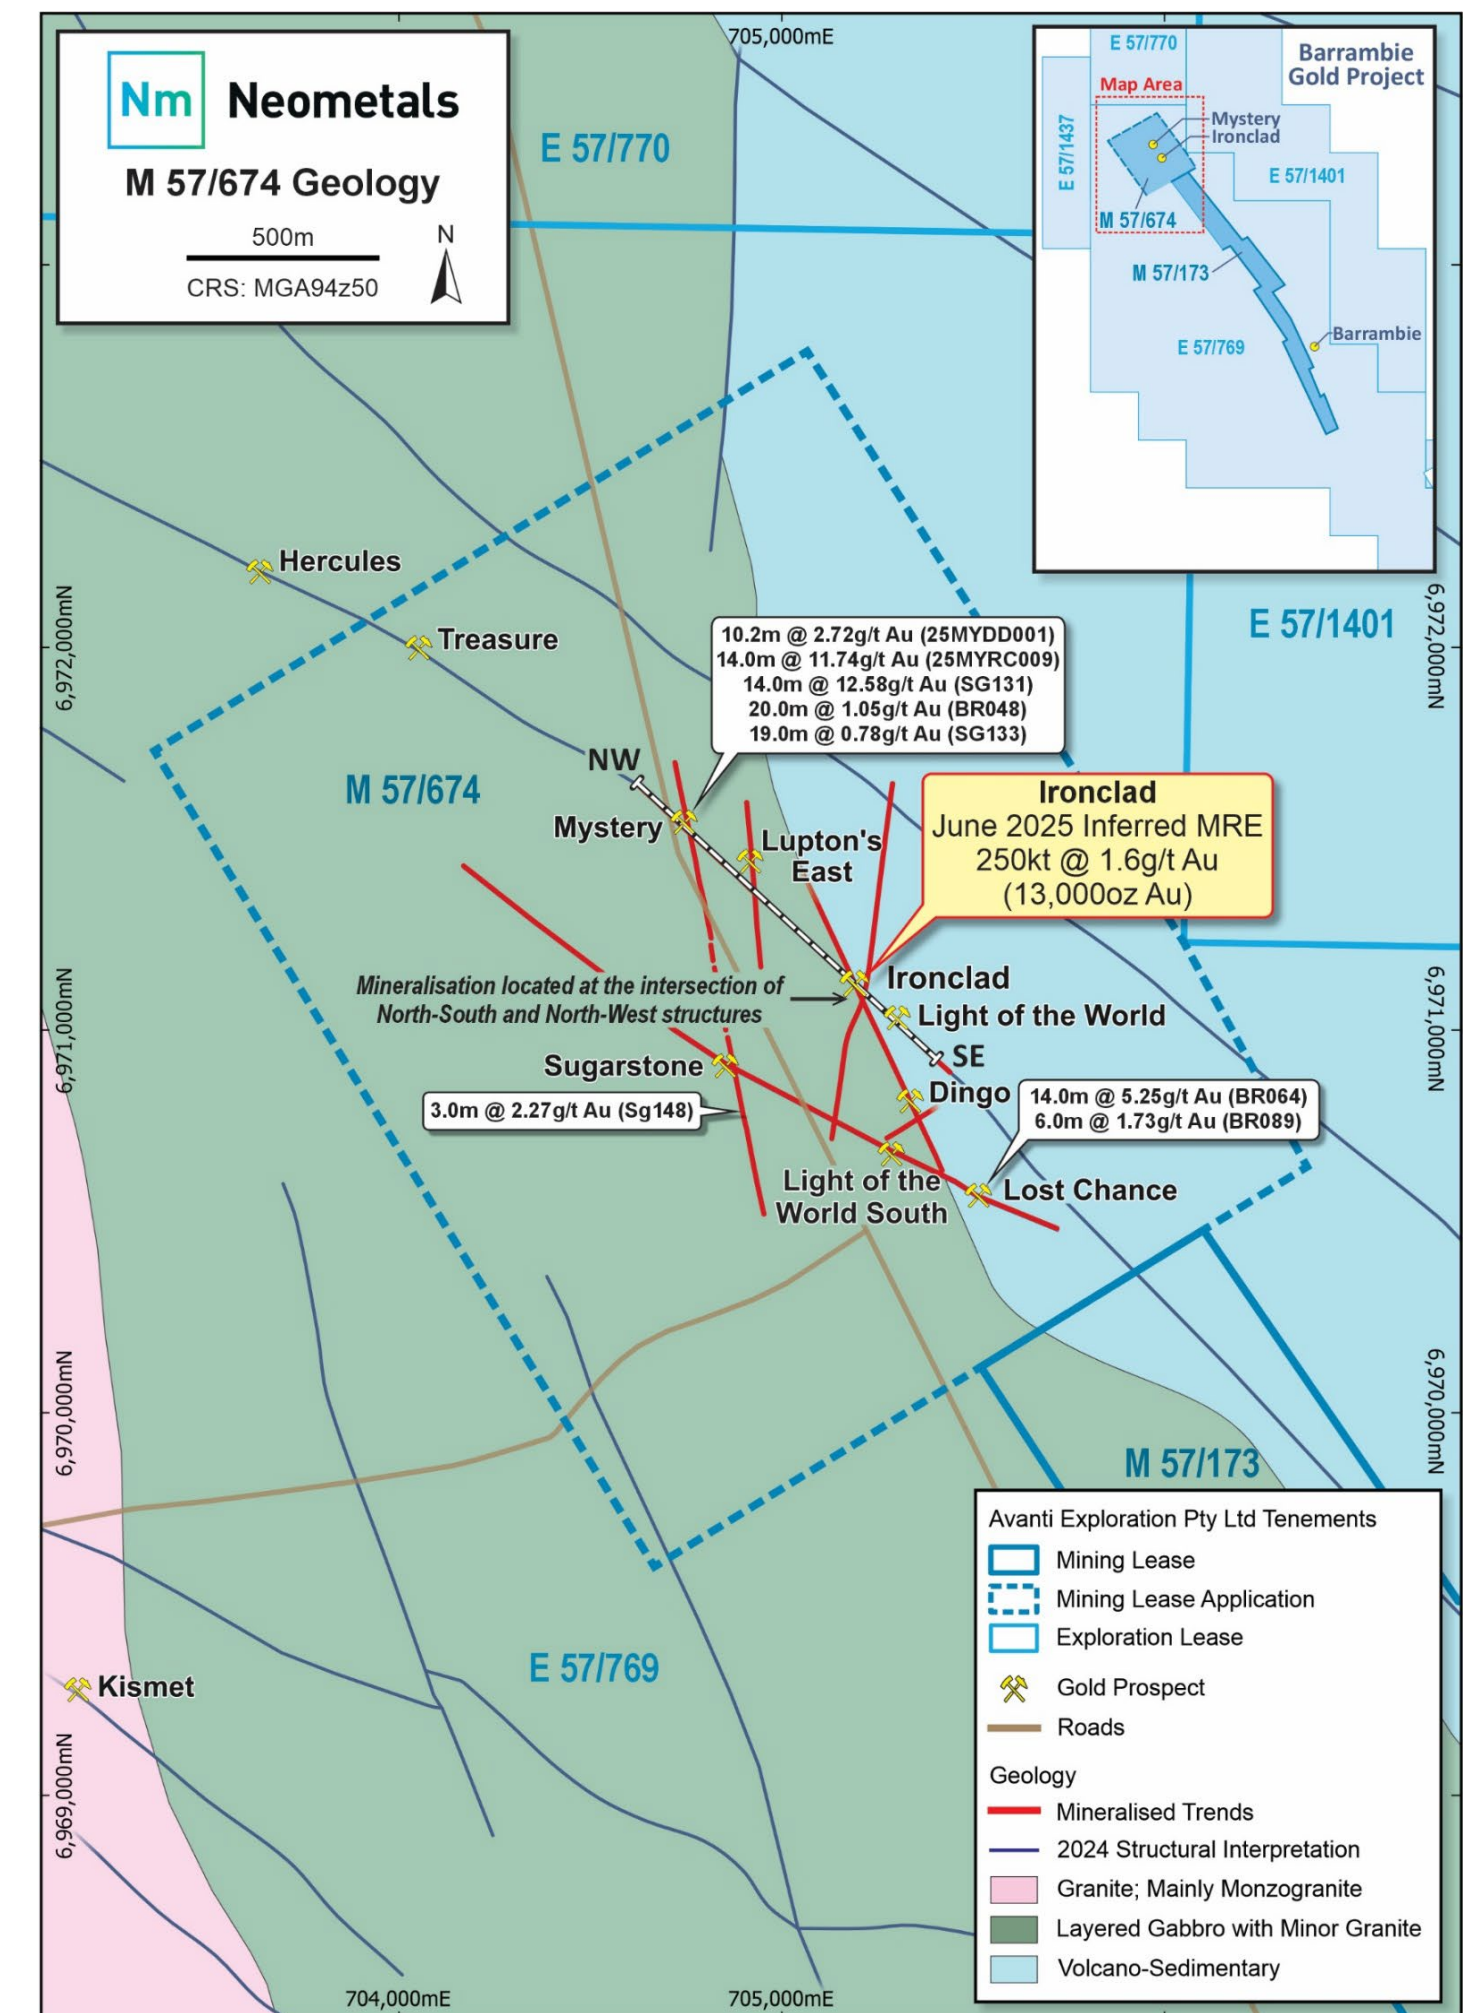 Nm Neometals
M 57/674 Geology
500m
N
CRS: MGA94z50
705,000mE
E 57/770
E 57/770
Barrambie
Gold Project
Map Area
Mystery
Ironclad
E 57/1437
E 57/1401
M 57/674
M 57/173
Barrambie
E 57/769
Hercules
Treasure
6,972,000mN
6,972,000mN
E 57/1401
10.2m @ 2.72g/t Au (25MYDD001)
14.0m @ 11.74g/t Au (25MYRC009)
14.0m @ 12.58g/t Au (SG131)
20.0m @ 1.05g/t Au (BR048)
19.0m @ 0.78g/t Au (SG133)
NW
M 57/674
Mystery
Lupton's
East
Ironclad
June 2025 Inferred MRE
250kt @ 1.6g/t Au
(13,000oz Au)
Mineralisation located at the intersection of
North-South and North-West structures
Ironclad
Light of the World
6,971,000mN
6,971,000mN
SE
Sugarstone
Dingo
3.0m @ 2.27g/t Au (Sg148)
14.0m @ 5.25g/t Au (BR064)
6.0m @ 1.73g/t Au (BR089)
Light of the
World South
Lost Chance
6,970,000mN
6,970,000mN
M 57/173
E 57/769
Kismet
6,969,000mN
Avanti Exploration Pty Ltd Tenements
Mining Lease
Mining Lease Application
Exploration Lease
Gold Prospect
Roads
Geology
Mineralised Trends
2024 Structural Interpretation
Granite; Mainly Monzogranite
Layered Gabbro with Minor Granite
Volcano-Sedimentary
704,000mE
705,000mE